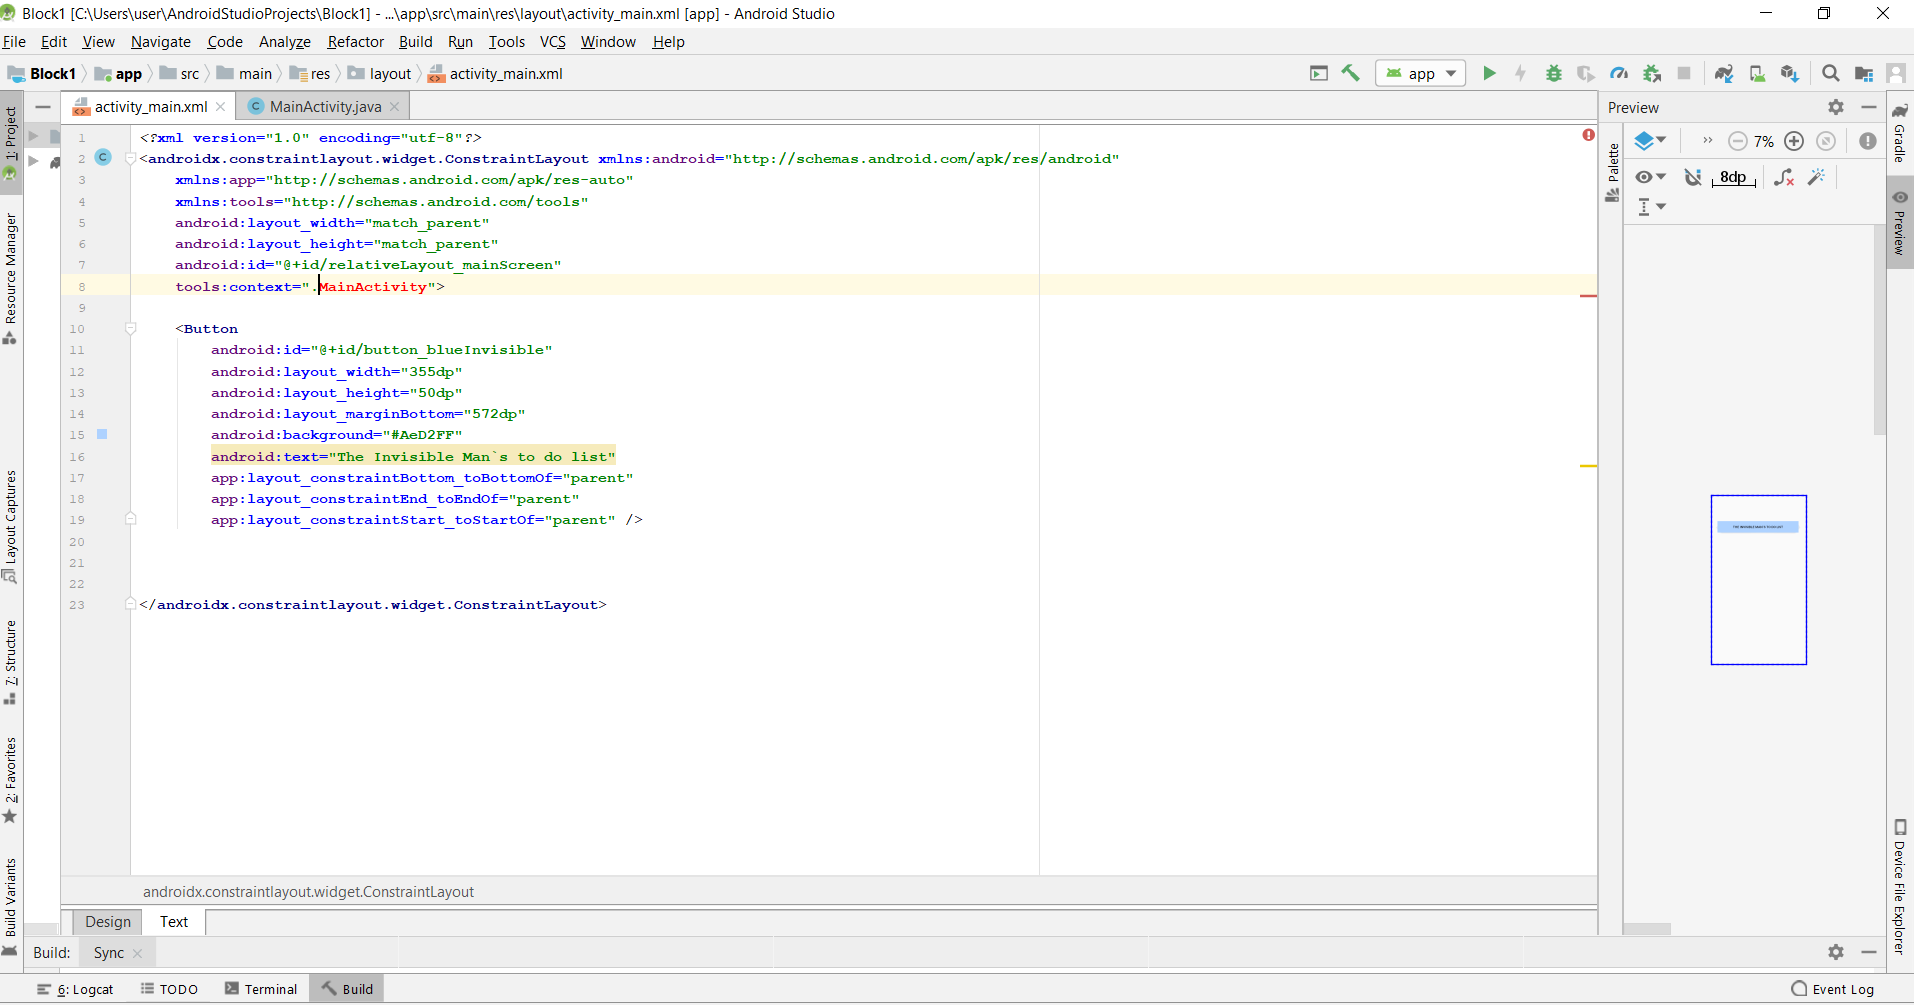 Block1 [C:\Users\user\AndroidStudioProjects\Block1] - ...\app\src\main\res\layout\activity_main.xml [app] - Android Studio
File Edit View Navigate Code Analyze Refactor Build Run Tools VCS Window Help
Block1 app src main res layout activity_main.xml app
activity_main.xml MainActivity.java
Preview
7%
8dp
Palette
1 <?xml version="1.0" encoding="utf-8"?>
2 <androidx.constraintlayout.widget.ConstraintLayout xmlns:android="http://schemas.android.com/apk/res/android"
3 xmlns:app="http://schemas.android.com/apk/res-auto"
4 xmlns:tools="http://schemas.android.com/tools"
5 android:layout_width="match_parent"
6 android:layout_height="match_parent"
7 android:id="@+id/relativeLayout_mainScreen"
8 tools:context=".MainActivity">
9
10 <Button
11 android:id="@+id/button_blueInvisible"
12 android:layout_width="355dp"
13 android:layout_height="50dp"
14 android:layout_marginBottom="572dp"
15 android:background="#AeD2FF"
16 android:text="The Invisible Man`s to do list"
17 app:layout_constraintBottom_toBottomOf="parent"
18 app:layout_constraintEnd_toEndOf="parent"
19 app:layout_constraintStart_toStartOf="parent" />
20
21
22
23 </androidx.constraintlayout.widget.ConstraintLayout>
androidx.constraintlayout.widget.ConstraintLayout
Design Text
Build: Sync
6: Logcat TODO Terminal Build Event Log
1: Project
Resource Manager
Layout Captures
7: Structure
2: Favorites
Build Variants
Gradle
Preview
Device File Explorer